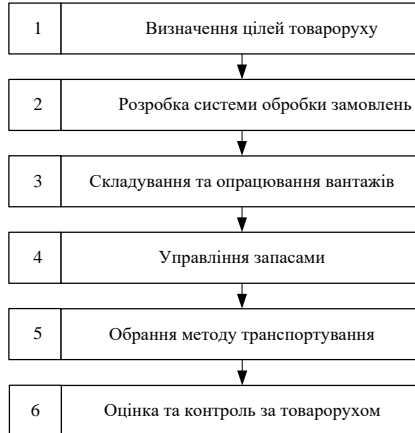 1 Визначення цілей товароруху
2 Розробка системи обробки замовлень
3 Складування та опрацювання вантажів
4 Управління запасами
5 Обрання методу транспортування
6 Оцінка та контроль за товарорухом